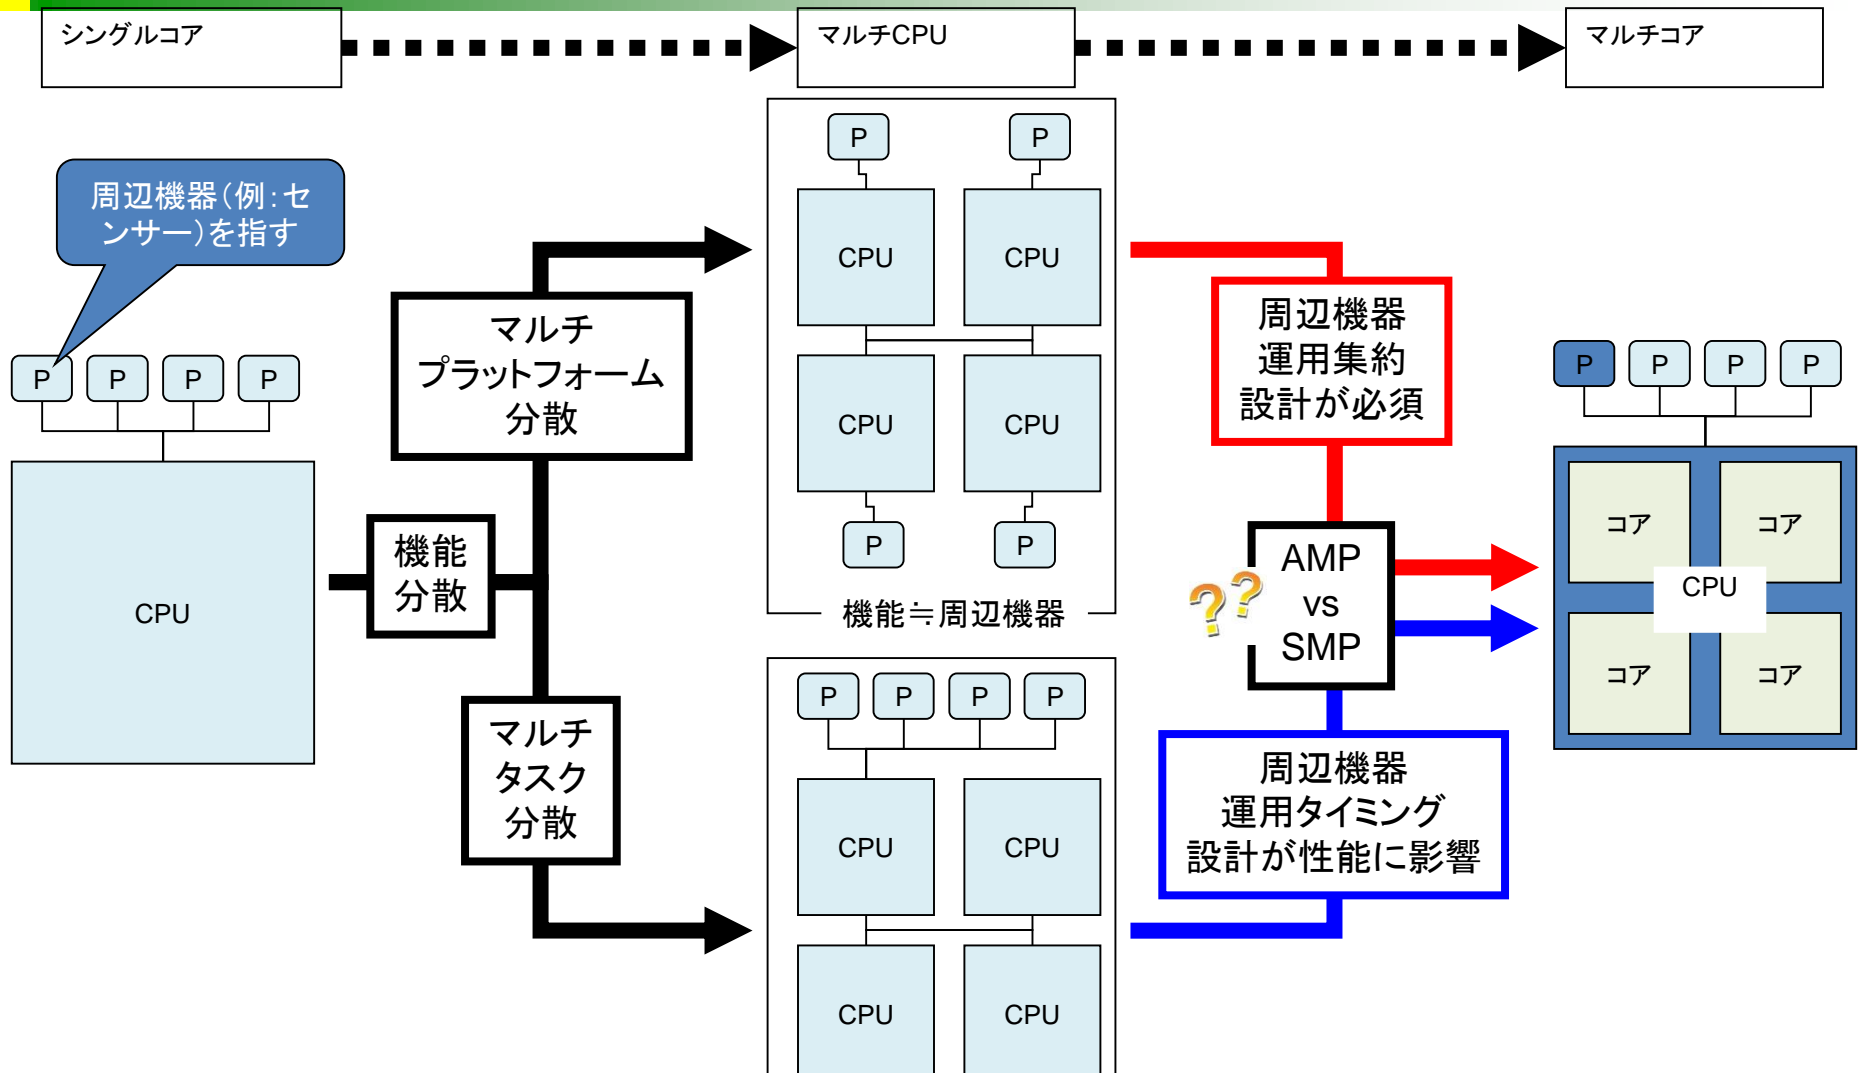 シングルコア
マルチCPU
マルチコア
周辺機器(例:セ
ンサー)を指す
P
P
P
P
CPU
機能
分散
マルチ
プラットフォーム
分散
マルチ
タスク
分散
P
P
CPU
CPU
CPU
CPU
P
P
機能≒周辺機器
P
P
P
P
CPU
CPU
CPU
CPU
周辺機器
運用集約
設計が必須
??
AMP
vs
SMP
周辺機器
運用タイミング
設計が性能に影響
P
P
P
P
コア
コア
CPU
コア
コア